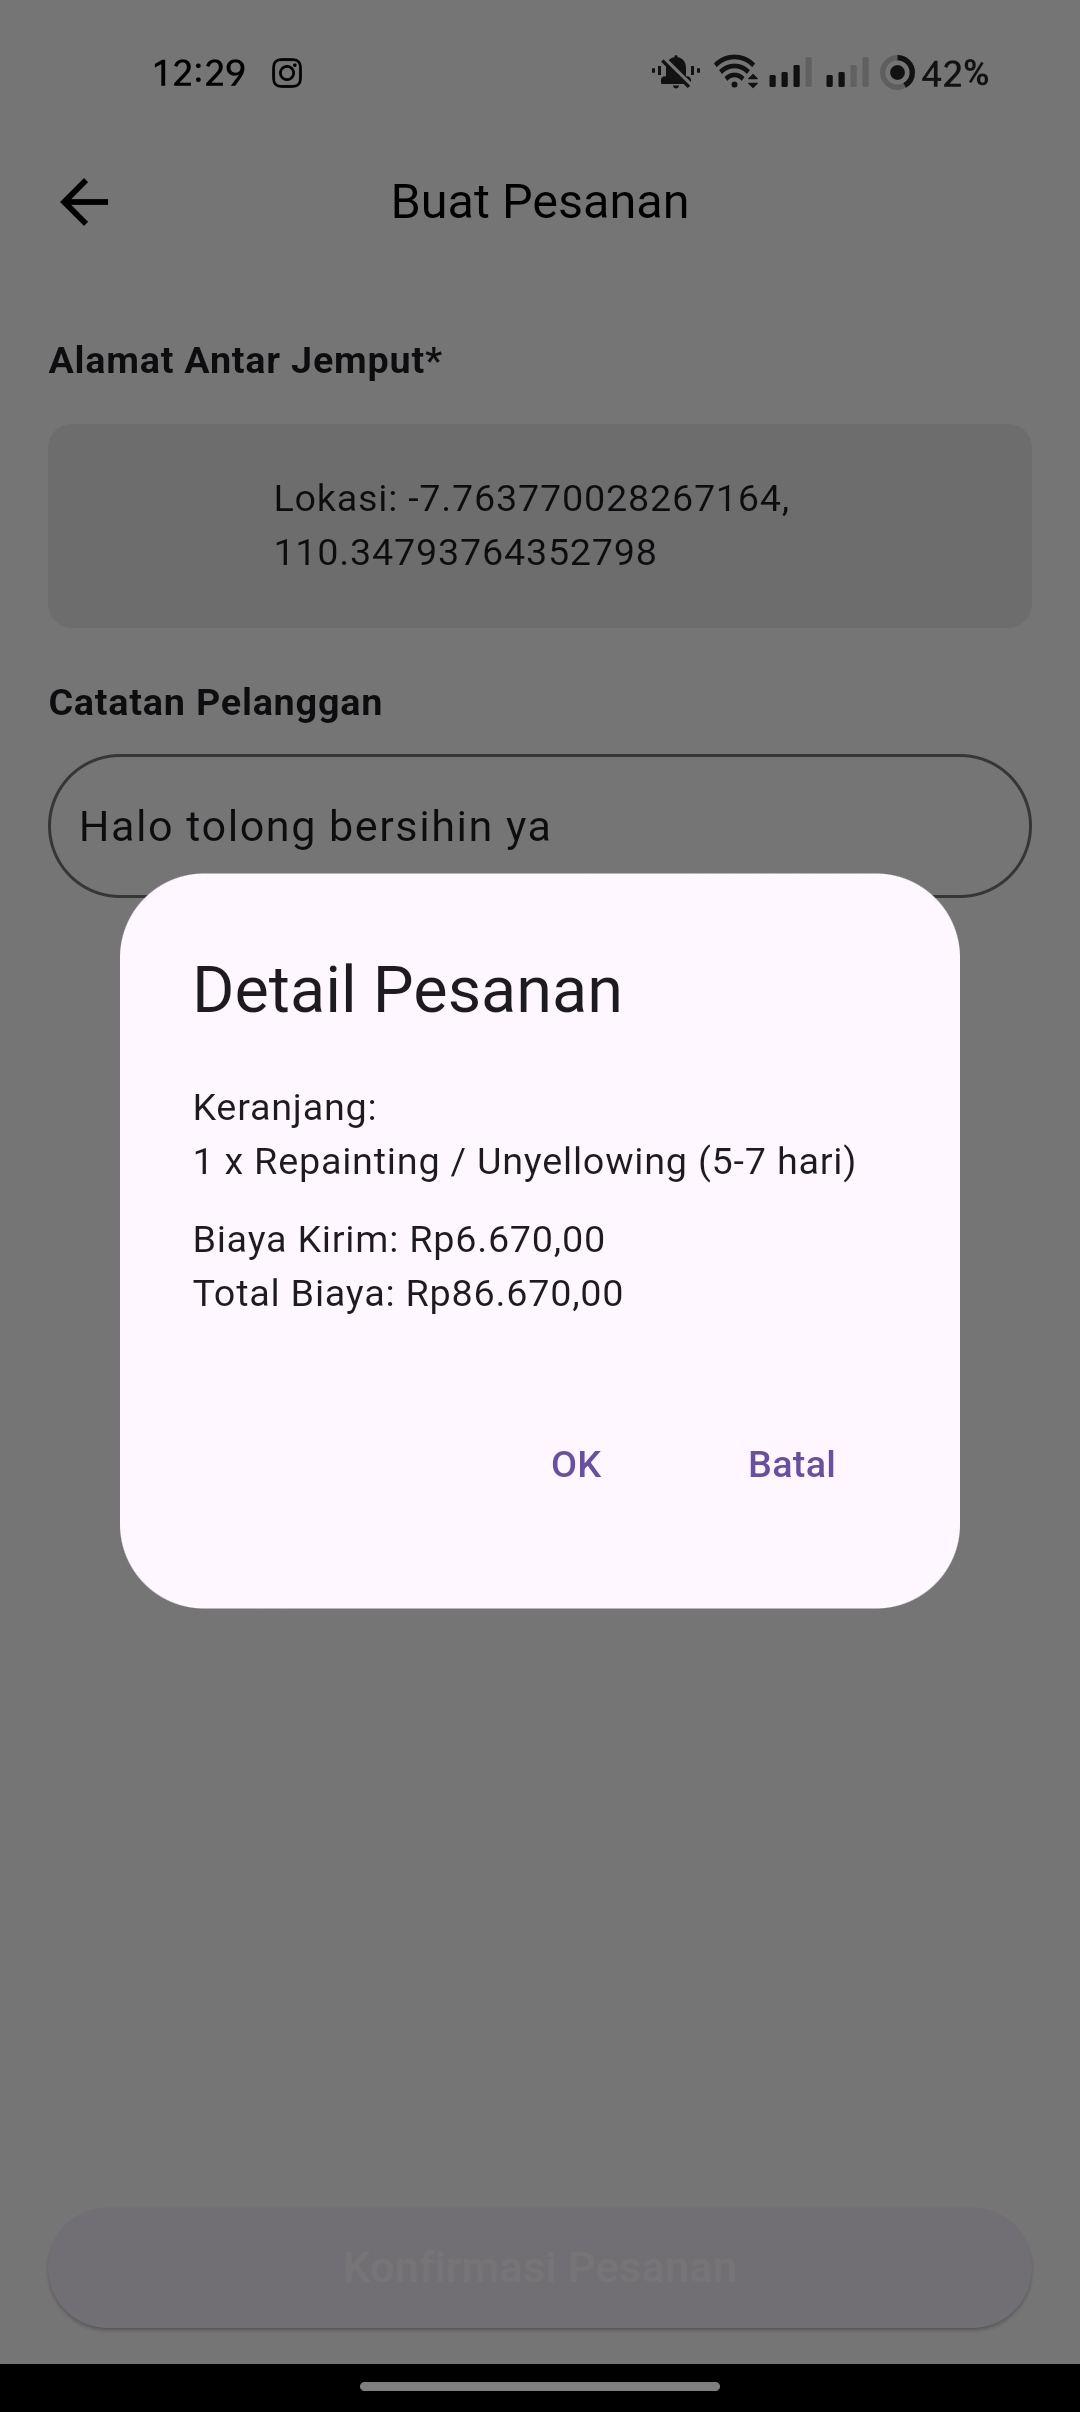 12:29
42%
Buat Pesanan
Alamat Antar Jemput*
Lokasi: -7.763770028267164,
110.34793764352798
Catatan Pelanggan
Halo tolong bersihin ya
Detail Pesanan
Keranjang:
1 x Repainting / Unyellowing (5-7 hari)
Biaya Kirim: Rp6.670,00
Total Biaya: Rp86.670,00
OK
Batal
Konfirmasi Pesanan